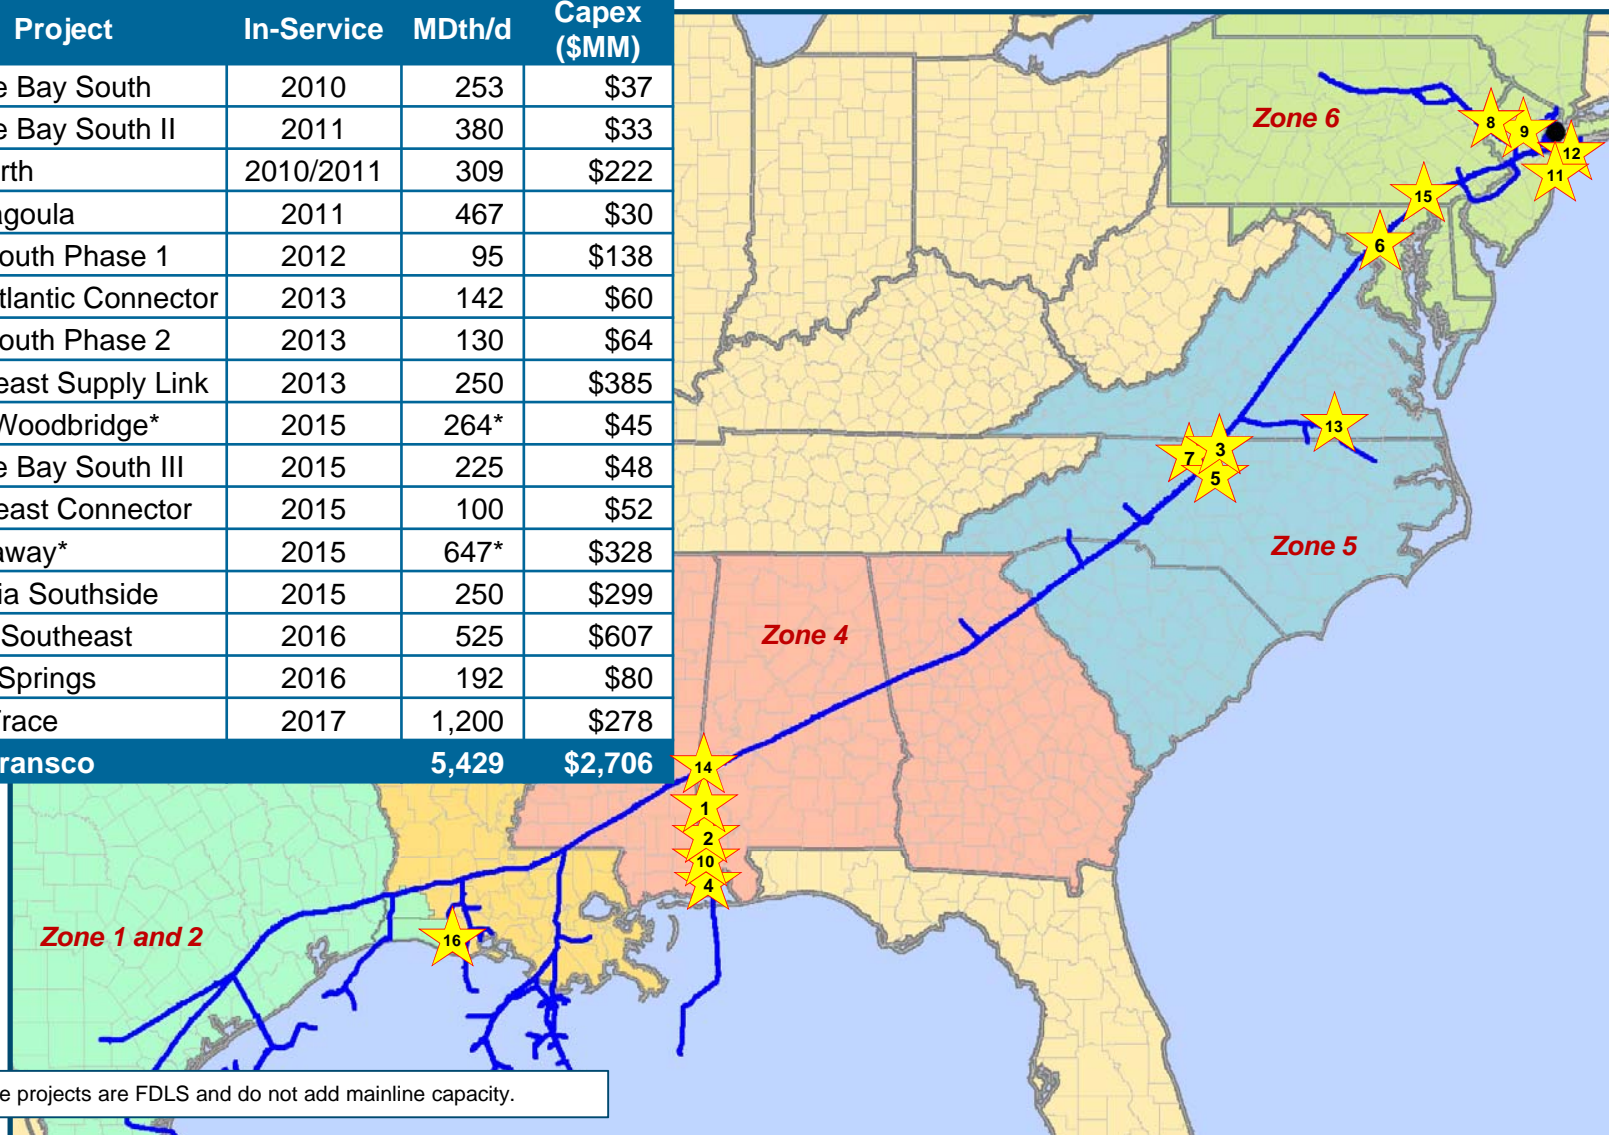 Project In-Service MDth/d Capex ($MM)
e Bay South 2010 253 $37
e Bay South II 2011 380 $33
rth 2010/2011 309 $222
agoula 2011 467 $30
outh Phase 1 2012 95 $138
tlantic Connector 2013 142 $60
outh Phase 2 2013 130 $64
east Supply Link 2013 250 $385
Woodbridge* 2015 264* $45
e Bay South III 2015 225 $48
east Connector 2015 100 $52
away* 2015 647* $328
ia Southside 2015 250 $299
Southeast 2016 525 $607
Springs 2016 192 $80
Trace 2017 1,200 $278
ransco 5,429 $2,706
Zone 6
8
9
12
11
15
6
13
3
7
5
Zone 5
Zone 4
14
1
2
10
4
Zone 1 and 2
16
e projects are FDLS and do not add mainline capacity.